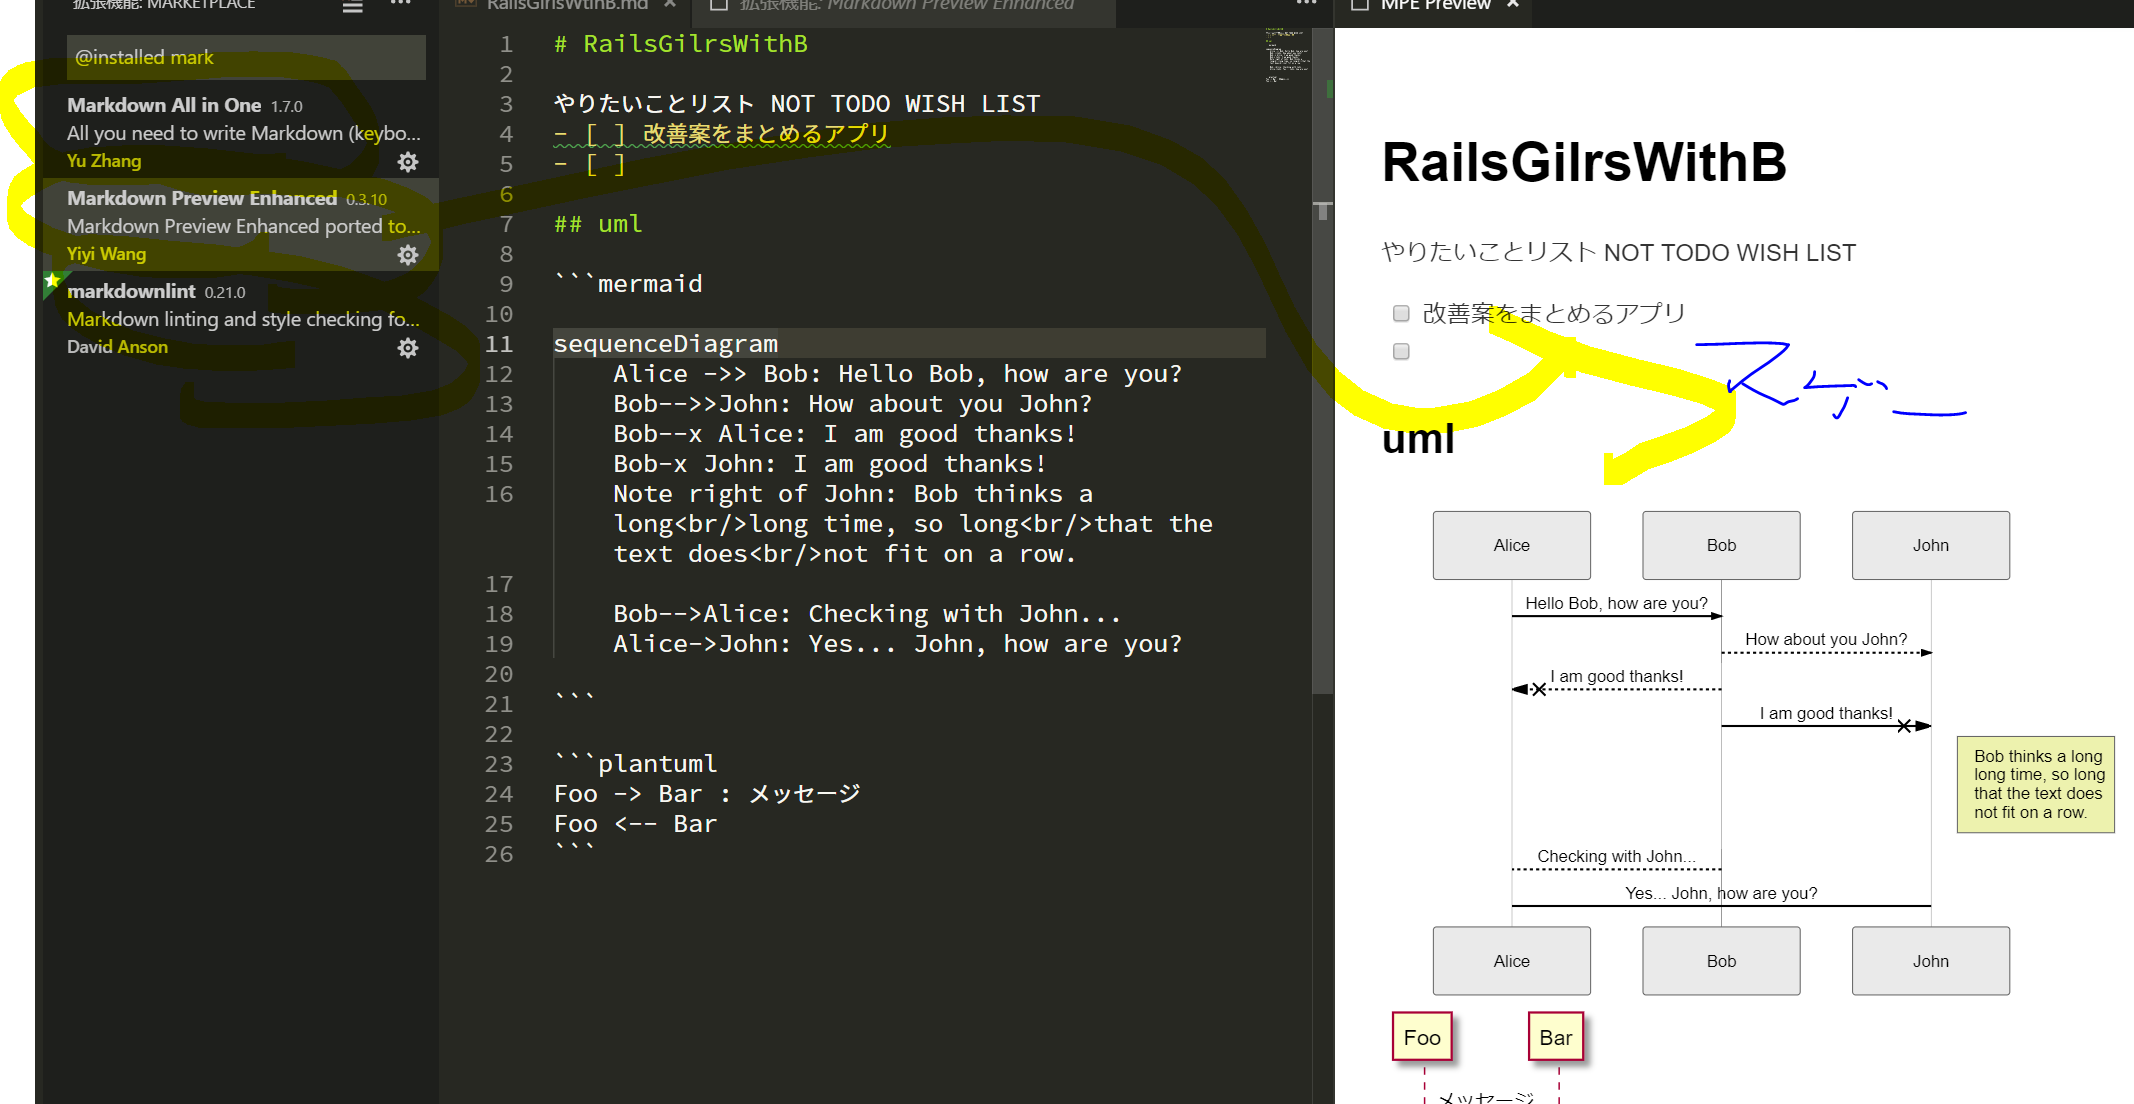 拡張機能: MARKETPLACE
@installed mark
Markdown All in One 1.7.0
All you need to write Markdown (keybo...
Yu Zhang
Markdown Preview Enhanced 0.3.10
Markdown Preview Enhanced ported to...
Yiyi Wang
markdownlint 0.21.0
Markdown linting and style checking fo...
David Anson
RailsGirlsWithB.md
拡張機能: Markdown Preview Enhanced
1 # RailsGilrsWithB
2
3 やりたいことリスト NOT TODO WISH LIST
4 - [ ] 改善案をまとめるアプリ
5 - [ ]
6
7 ## uml
8
9 ```mermaid
10
11 sequenceDiagram
12 Alice ->> Bob: Hello Bob, how are you?
13 Bob-->>John: How about you John?
14 Bob--x Alice: I am good thanks!
15 Bob-x John: I am good thanks!
16 Note right of John: Bob thinks a
long<br/>long time, so long<br/>that the
text does<br/>not fit on a row.
17
18 Bob-->Alice: Checking with John...
19 Alice->John: Yes... John, how are you?
20
21 ```
22
23 ```plantuml
24 Foo -> Bar : メッセージ
25 Foo <-- Bar
26 ```
MPE Preview
RailsGilrsWithB
やりたいことリスト NOT TODO WISH LIST
改善案をまとめるアプリ
スゲー
uml
Alice Bob John
Hello Bob, how are you?
How about you John?
I am good thanks!
I am good thanks!
Bob thinks a long
long time, so long
that the text does
not fit on a row.
Checking with John...
Yes... John, how are you?
Alice Bob John
Foo Bar
メッセージ